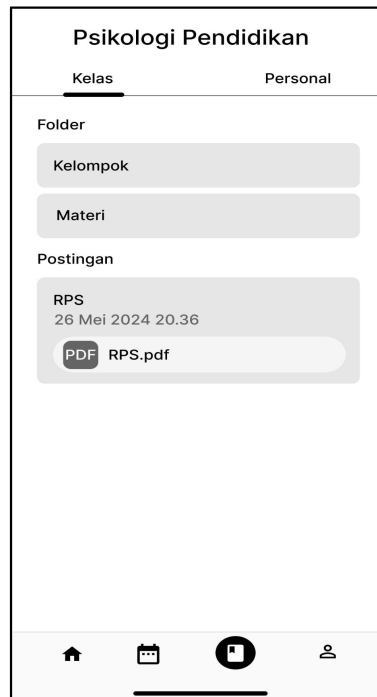 Psikologi Pendidikan
Kelas Personal
Folder
Kelompok
Materi
Postingan
RPS
26 Mei 2024 20.36
PDF RPS.pdf